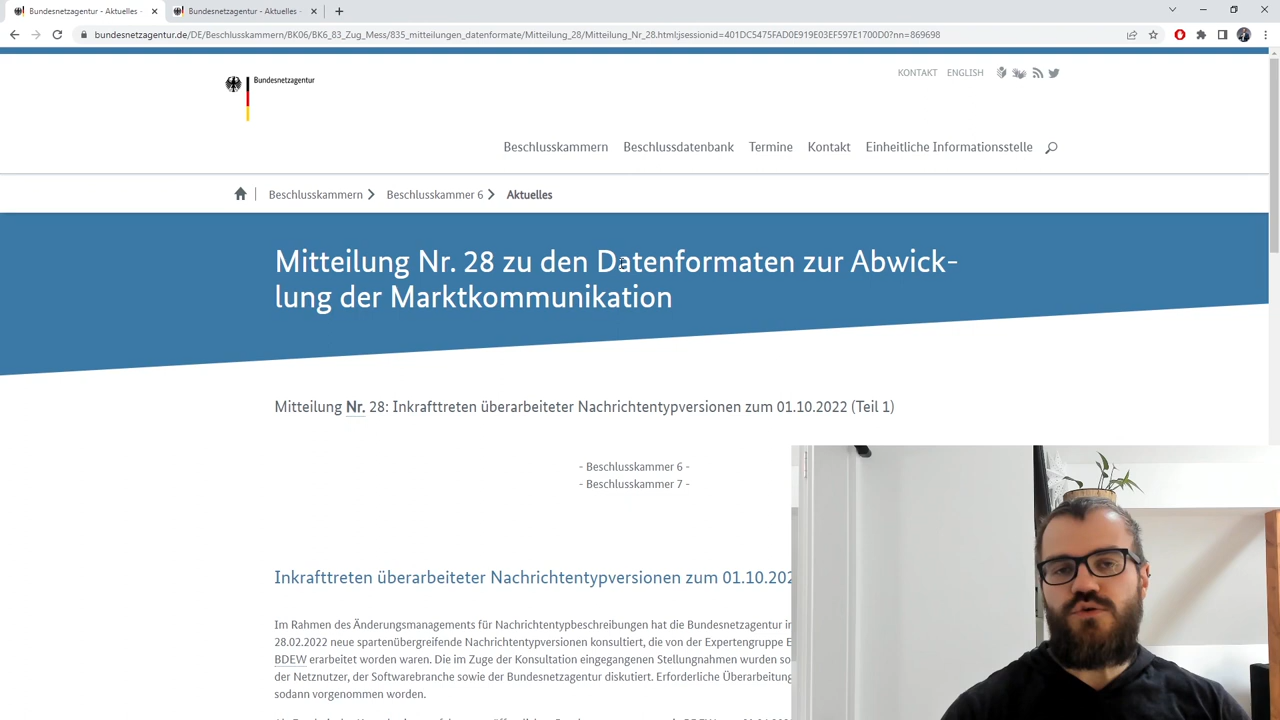 Bundesnetzagentur - Aktuelles -
Bundesnetzagentur - Aktuelles -
bundesnetzagentur.de/DE/Beschlusskammern/BK06/BK6_83_Zug_Mess/835_mitteilungen_datenformate/Mitteilung_28/Mitteilung_Nr_28.html;jsessionid=401DC5475FAD0E919E03EF597E1700D0?nn=869698
Bundesnetzagentur
KONTAKT ENGLISH
Beschlusskammern Beschlussdatenbank Termine Kontakt Einheitliche Informationsstelle
Beschlusskammern Beschlusskammer 6 Aktuelles
Mitteilung Nr. 28 zu den Datenformaten zur Abwick-
lung der Marktkommunikation
Mitteilung Nr. 28: Inkrafttreten überarbeiteter Nachrichtentypversionen zum 01.10.2022 (Teil 1)
- Beschlusskammer 6 -
- Beschlusskammer 7 -
Inkrafttreten überarbeiteter Nachrichtentypversionen zum 01.10.202
Im Rahmen des Änderungsmanagements für Nachrichtentypbeschreibungen hat die Bundesnetzagentur
28.02.2022 neue spartenübergreifende Nachrichtentypversionen konsultiert, die von der Expertengruppe
BDEW erarbeitet worden waren. Die im Zuge der Konsultation eingegangenen Stellungnahmen wurden
der Netznutzer, der Softwarebranche sowie der Bundesnetzagentur diskutiert. Erforderliche Überarbeitung
sodann vorgenommen worden.